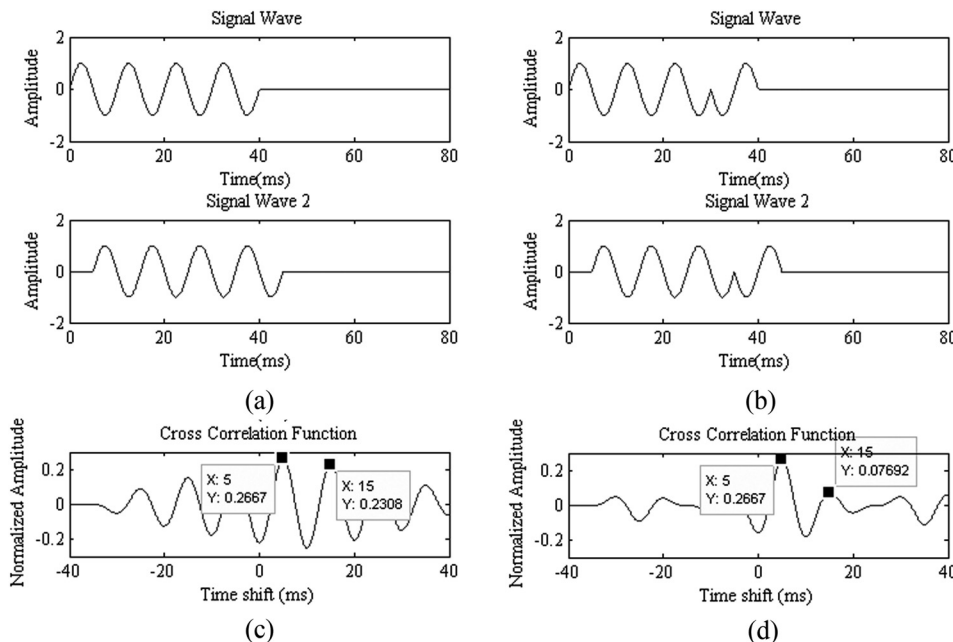 Signal Wave
2
0
-2
Amplitude
0 20 40 60 80
Time(ms)
Signal Wave 2
2
0
-2
Amplitude
0 20 40 60 80
Time(ms)
(a)
Signal Wave
2
0
-2
Amplitude
0 20 40 60 80
Time(ms)
Signal Wave 2
2
0
-2
Amplitude
0 20 40 60 80
Time(ms)
(b)
Cross Correlation Function
Normalized Amplitude
0.2
0
-0.2
X: 5
Y: 0.2667
X: 15
Y: 0.2308
-40 -20 0 20 40
Time shift (ms)
(c)
Cross Correlation Function
Normalized Amplitude
0.2
0
-0.2
X: 5
Y: 0.2667
X: 15
Y: 0.07692
-40 -20 0 20 40
Time shift (ms)
(d)